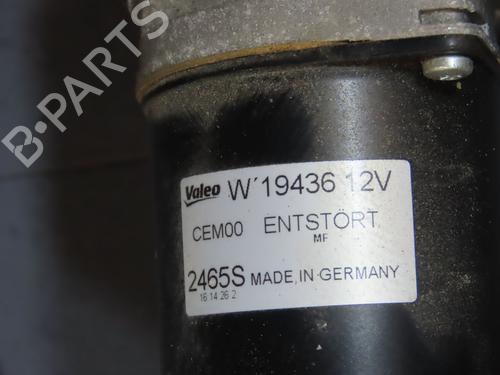 B-PARTS
Valeo W´19436 12V
CEM00 ENTSTÖRT
MF
2465S MADE, IN GERMANY
16 14 26 2